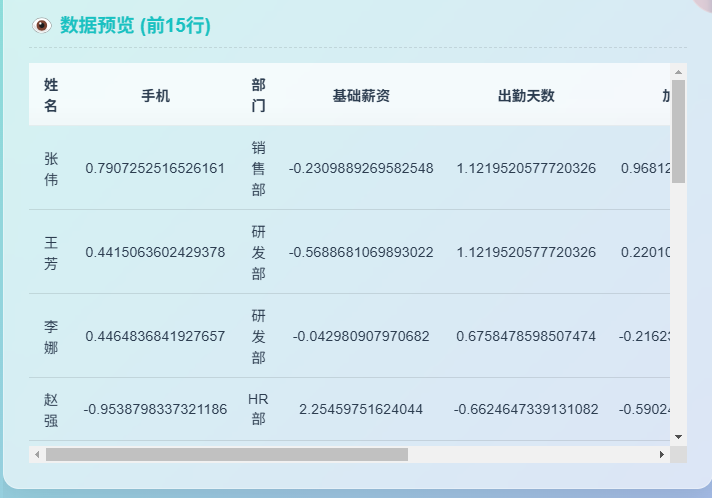 👁️ 数据预览 (前15行)
姓名 手机 部门 基础薪资 出勤天数
张伟 0.7907252516526161 销售部 -0.2309889269582548 1.1219520577720326 0.96812
王芳 0.4415063602429378 研发部 -0.5688681069893022 1.1219520577720326 0.22010
李娜 0.4464836841927657 研发部 -0.042980907970682 0.6758478598507474 -0.2162
赵强 -0.9538798337321186 HR部 2.25459751624044 -0.6624647339131082 -0.5902